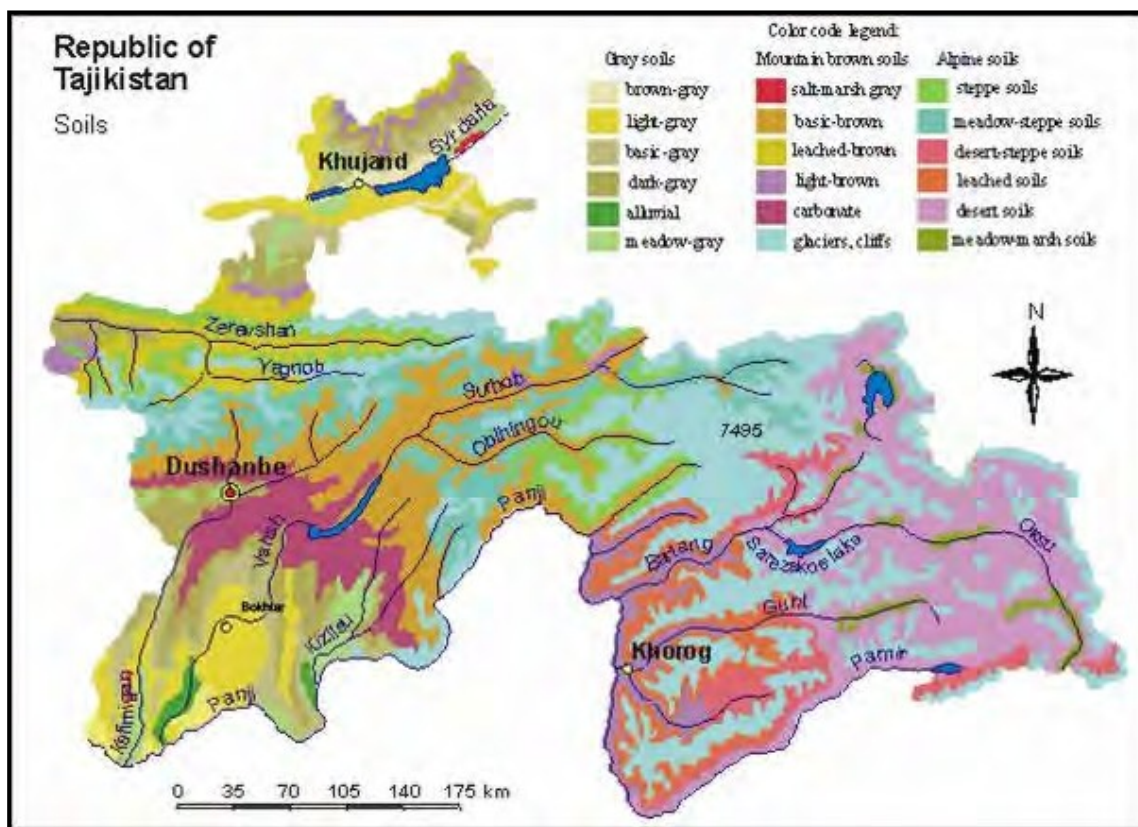 Republic of
Tajikistan
Soils
Color code legend:
Gray soils
brown-gray
light-gray
basic-gray
dark-gray
alluvial
meadow-gray
Mountain brown soils
salt-marsh gray
basic-brown
leached-brown
light-brown
carbonate
glaciers, cliffs
Alpine soils
steppe soils
meadow-steppe soils
desert-steppe soils
leached soils
desert soils
meadow-marsh soils
Khujand
N
Zeravshan
Yagnob
Surhob
Obihingou
7495
Dushanbe
Panj
Vahsh
Bartang
Sarezskoe lake
Oksu
Bokhtar
Kizilsu
Gunt
Khorog
Pamir
Kofirnigan
Panj
0 35 70 105 140 175 km